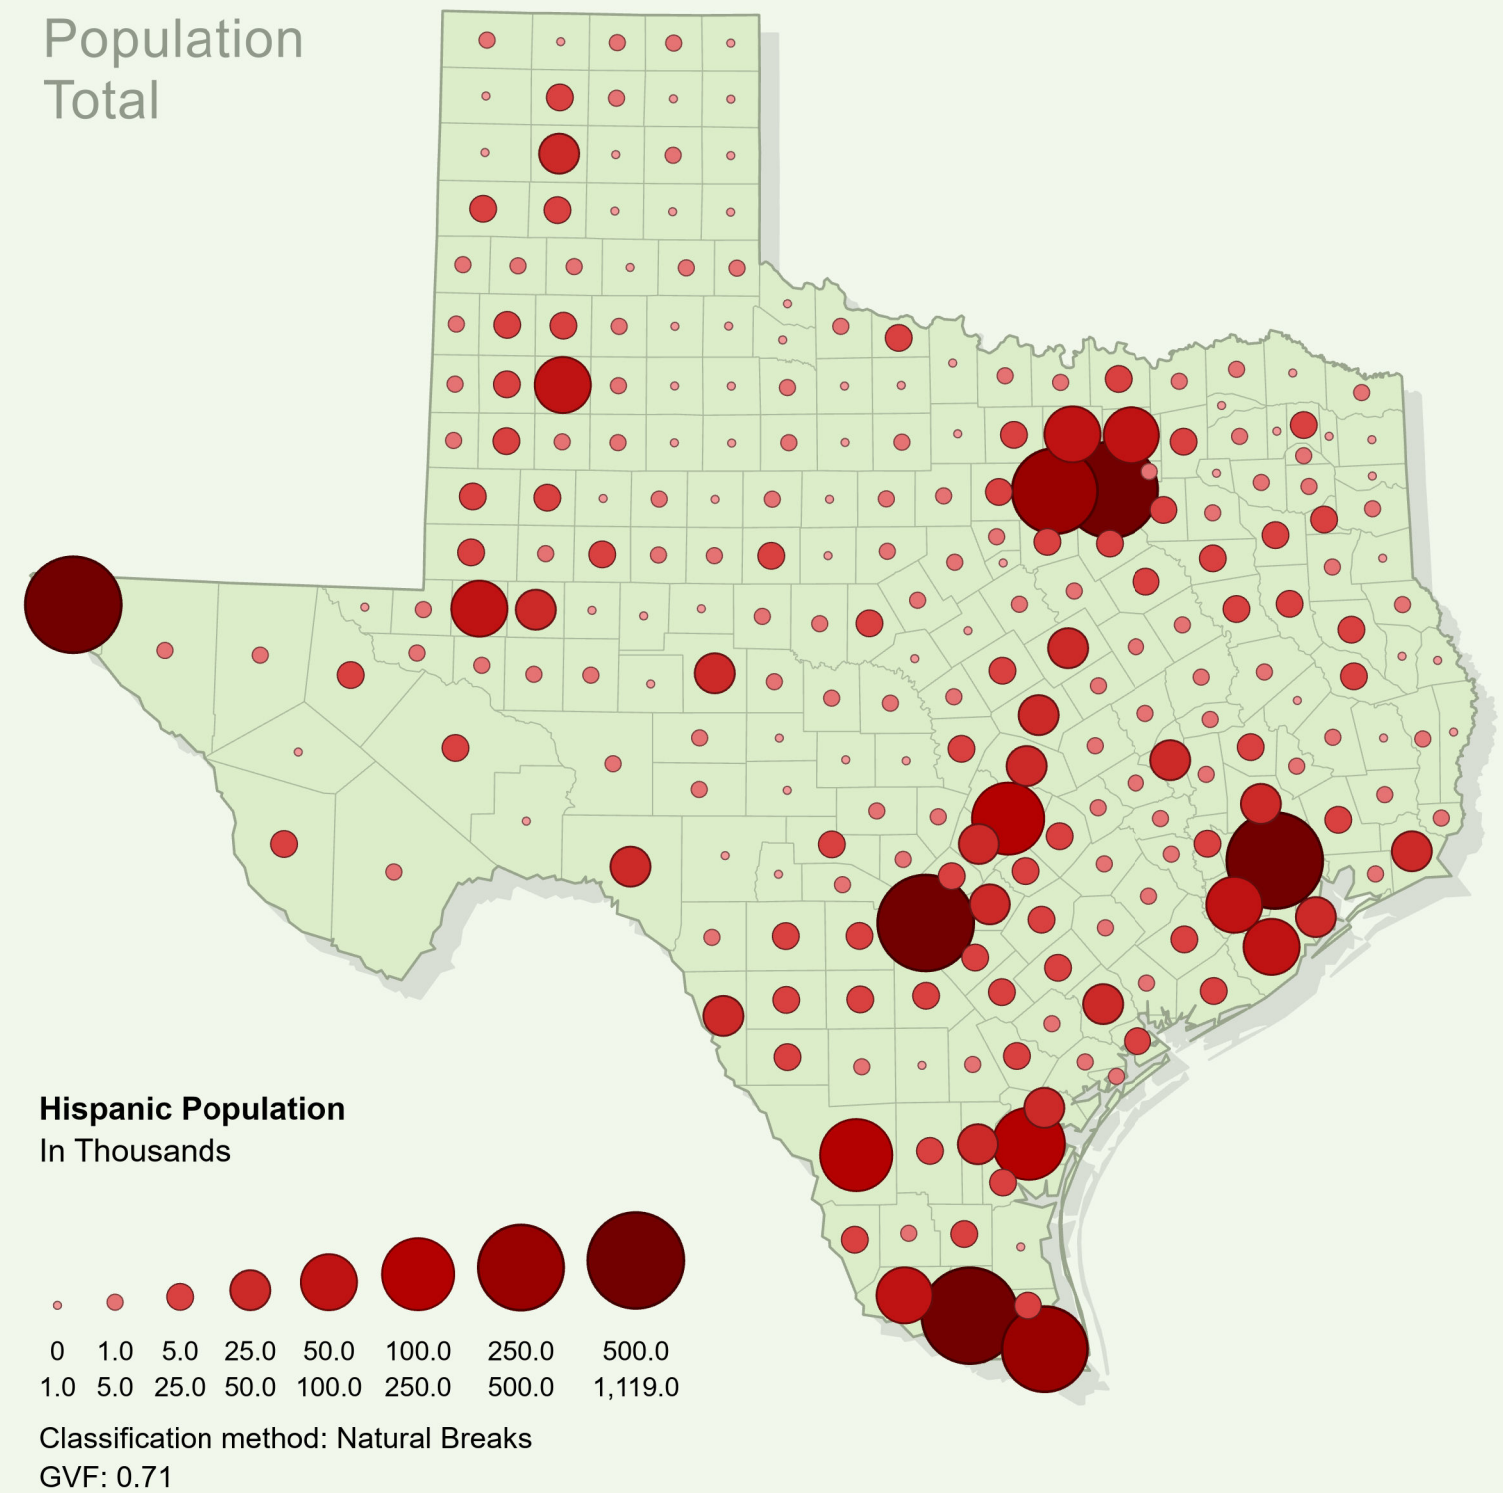 Population
Total
Hispanic Population
In Thousands
0 1.0 5.0 25.0 50.0 100.0 250.0 500.0
1.0 5.0 25.0 50.0 100.0 250.0 500.0 1,119.0
Classification method: Natural Breaks
GVF: 0.71